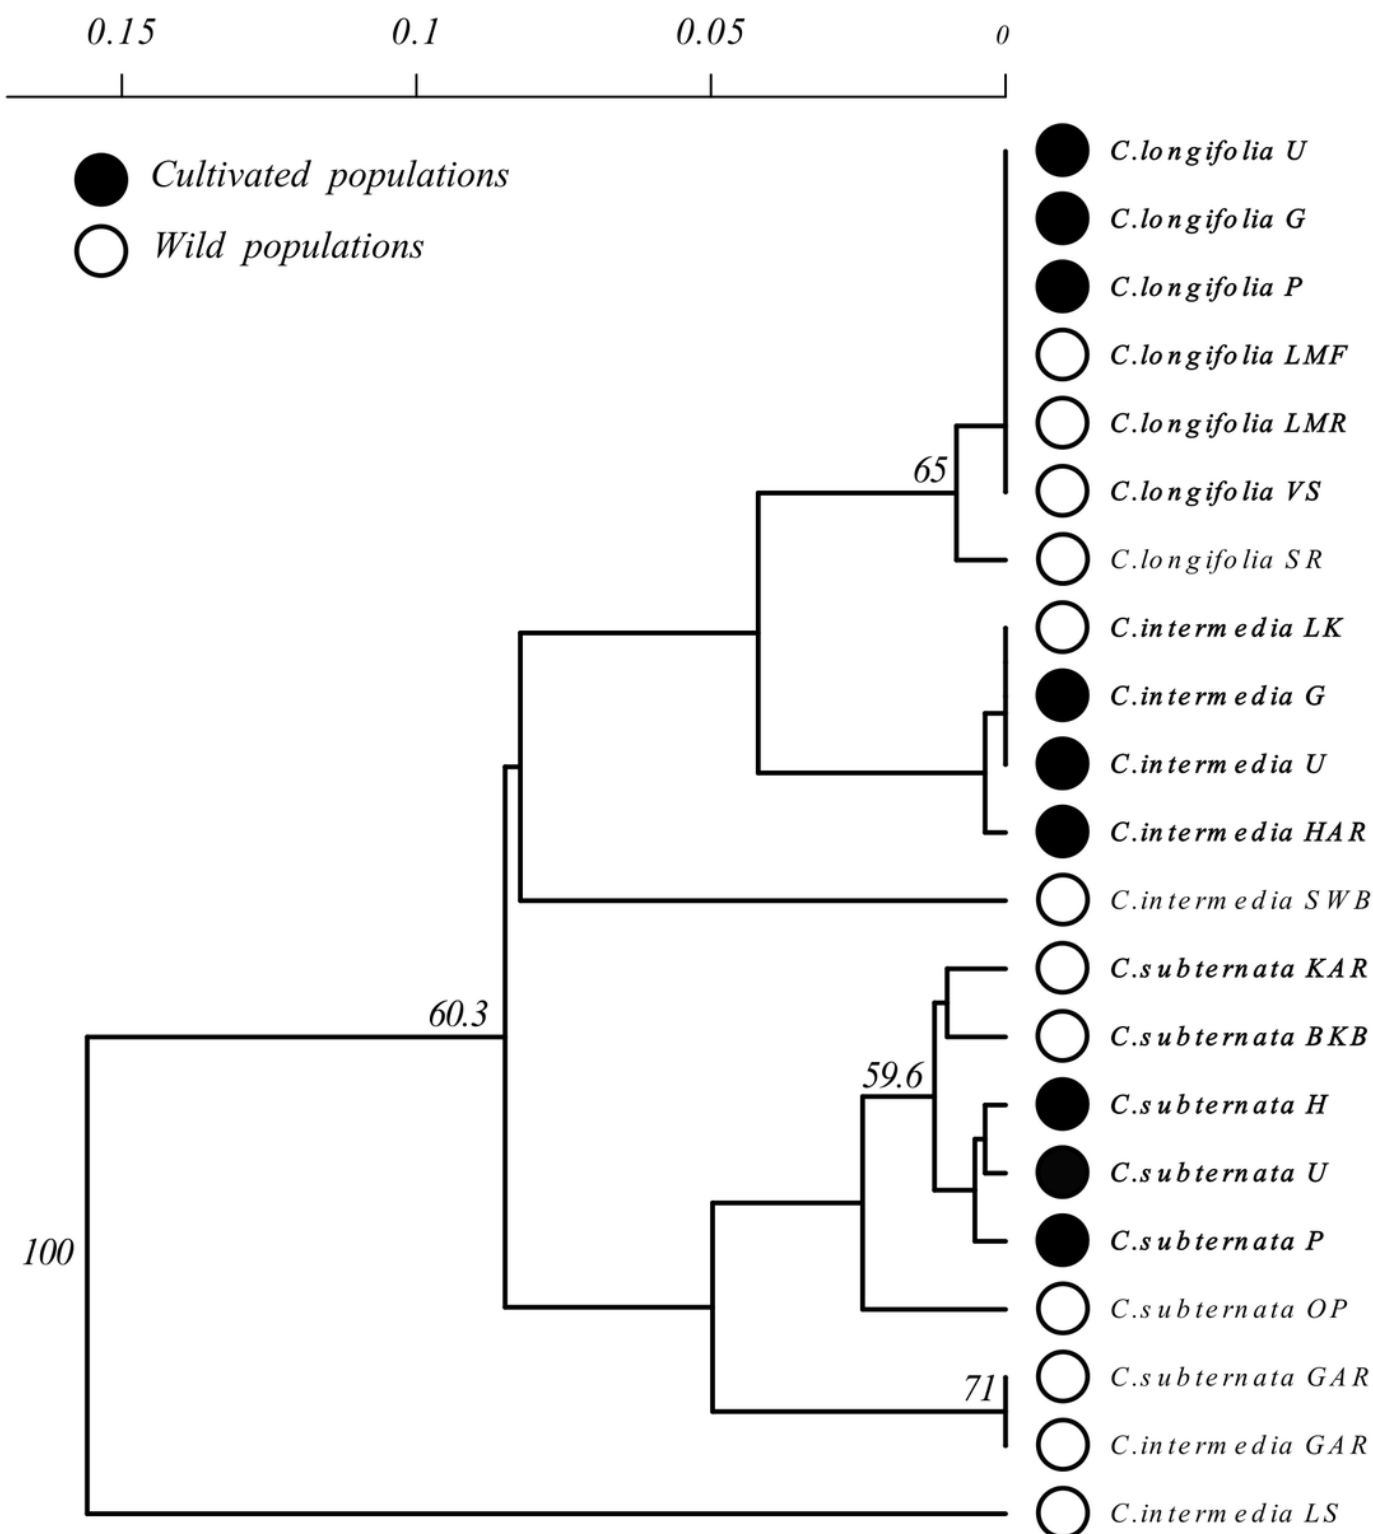 0.15 0.1 0.05 0
Cultivated populations
Wild populations
C.longifolia U
C.longifolia G
C.longifolia P
C.longifolia LMF
C.longifolia LMR
65
C.longifolia VS
C.longifolia SR
C.intermedia LK
C.intermedia G
C.intermedia U
C.intermedia HAR
C.intermedia SWB
C.subternata KAR
60.3
C.subternata BKB
59.6
C.subternata H
C.subternata U
C.subternata P
100
C.subternata OP
C.subternata GAR
71
C.intermedia GAR
C.intermedia LS